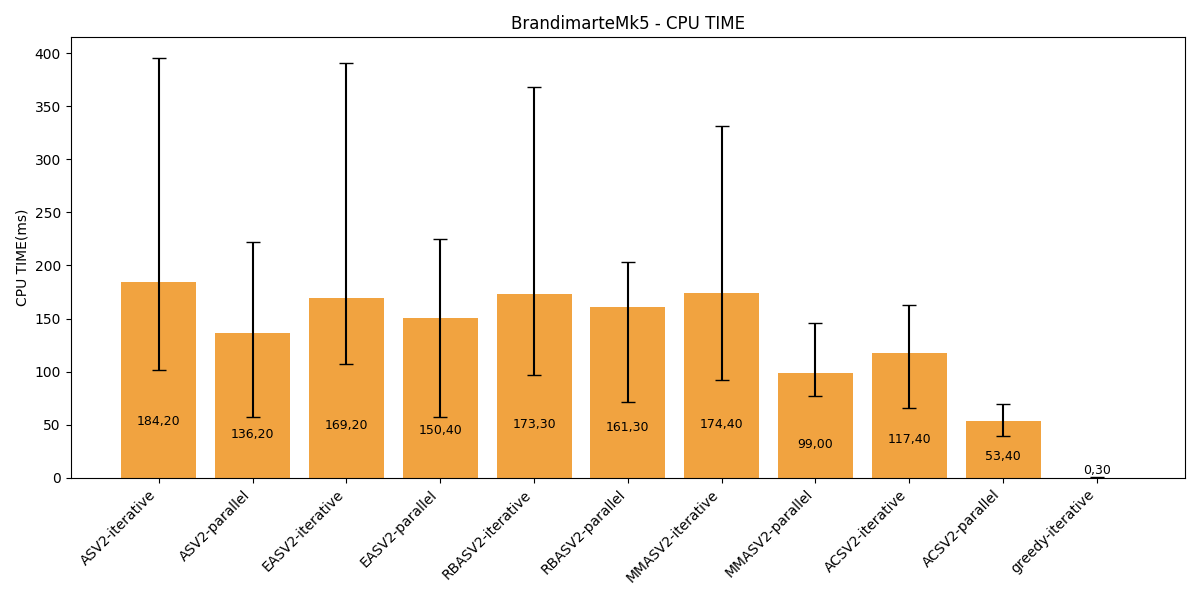 BrandimarteMk5 - CPU TIME
CPU TIME(ms)
400
350
300
250
200
150
100
50
0
184,20
136,20
169,20
150,40
173,30
161,30
174,40
99,00
117,40
53,40
0,30
ASV2-iterative
ASV2-parallel
EASV2-iterative
EASV2-parallel
RBASV2-iterative
RBASV2-parallel
MMASV2-iterative
MMASV2-parallel
ACSV2-iterative
ACSV2-parallel
greedy-iterative